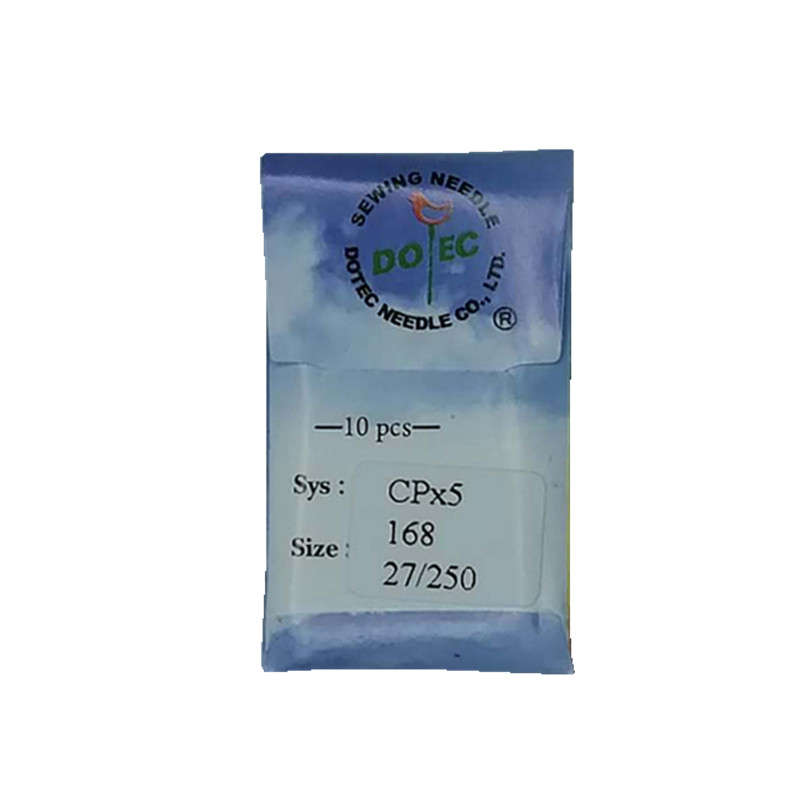 SEWING NEEDLE
DOTEC
DOTEC NEEDLE CO., LTD.
®
—10 pcs—
Sys : CPx5
168
Size : 27/250